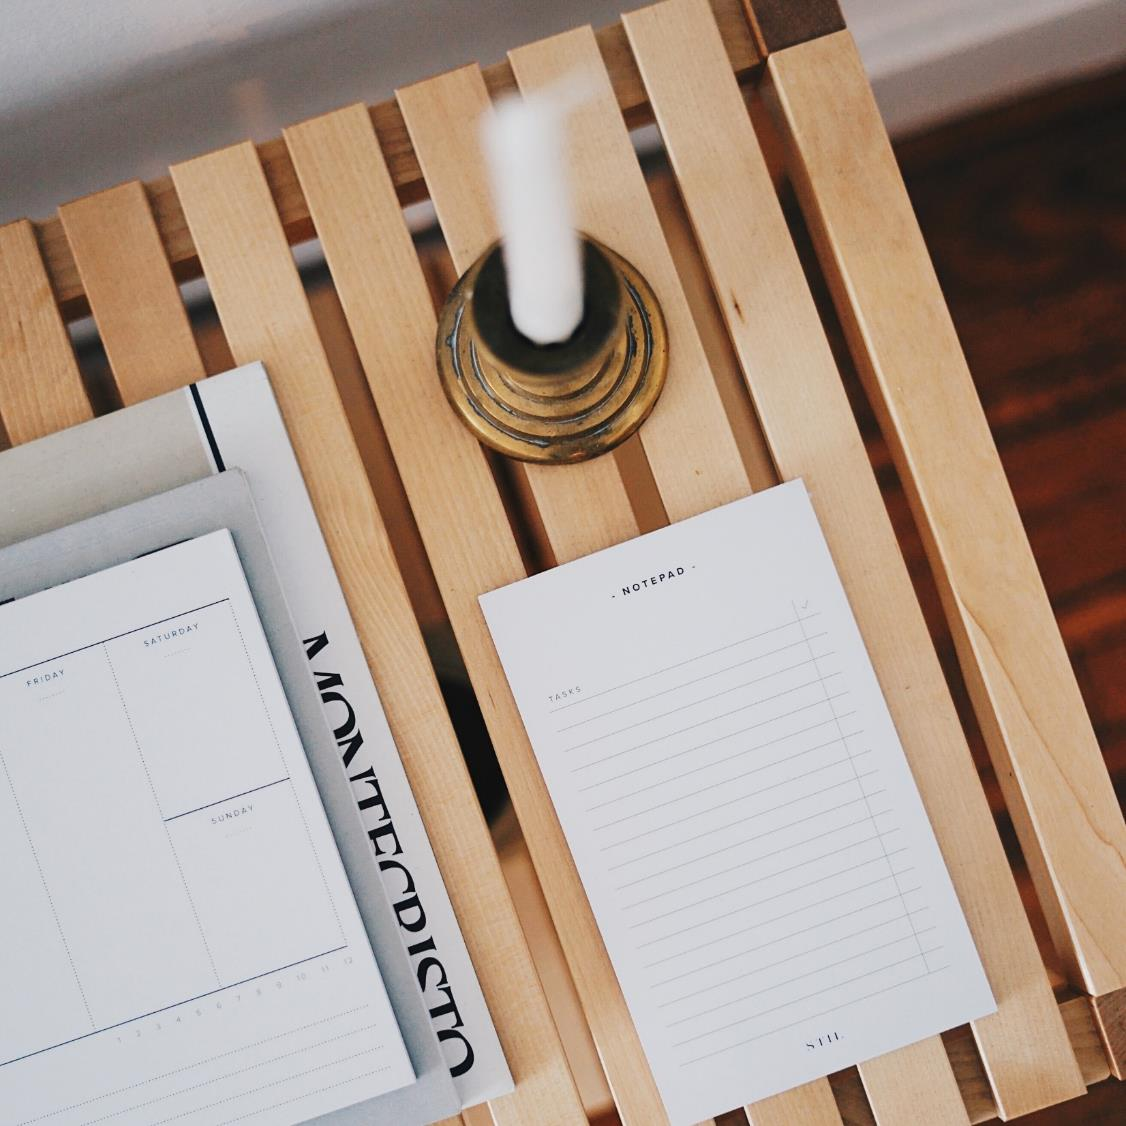 - NOTEPAD -
TASKS
STIL
FRIDAY
SATURDAY
SUNDAY
1 2 3 4 5 6 7 8 9 10 11 12
MONTECRISTO